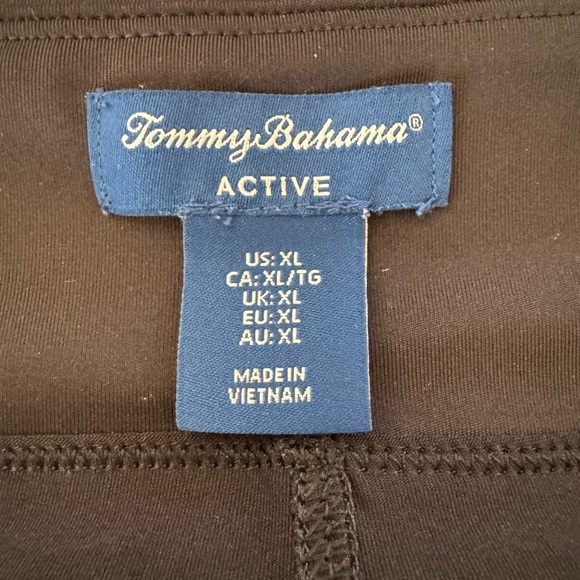 Tommy Bahama®
ACTIVE
US: XL
CA: XL/TG
UK: XL
EU: XL
AU: XL
MADE IN
VIETNAM